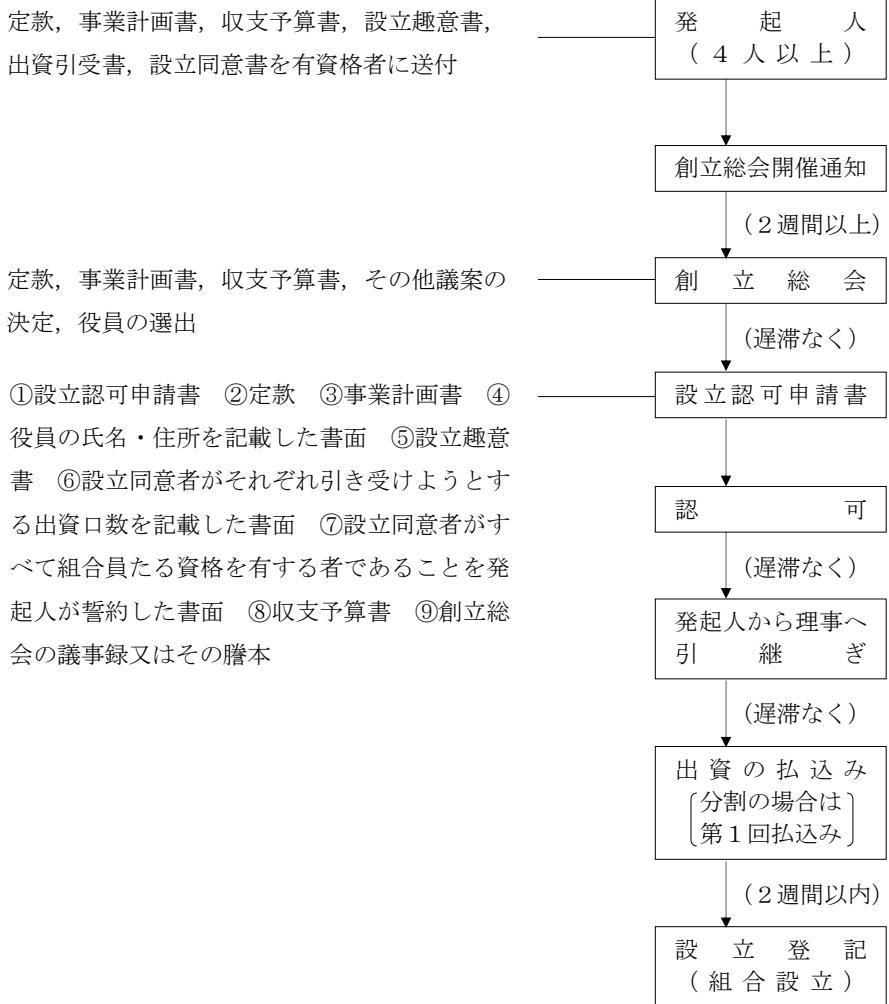 定款，事業計画書，収支予算書，設立趣意書，
出資引受書，設立同意書を有資格者に送付
発起人
（４人以上）
創立総会開催通知
（２週間以上）
定款，事業計画書，収支予算書，その他議案の
決定，役員の選出
創立総会
（遅滞なく）
①設立認可申請書　②定款　③事業計画書　④
役員の氏名・住所を記載した書面　⑤設立趣意
書　⑥設立同意者がそれぞれ引き受けようとす
る出資口数を記載した書面　⑦設立同意者がす
べて組合員たる資格を有する者であることを発
起人が誓約した書面　⑧収支予算書　⑨創立総
会の議事録又はその謄本
設立認可申請書
認可
（遅滞なく）
発起人から理事へ
引継ぎ
（遅滞なく）
出資の払込み
分割の場合は
第１回払込み
（２週間以内）
設立登記
（組合設立）